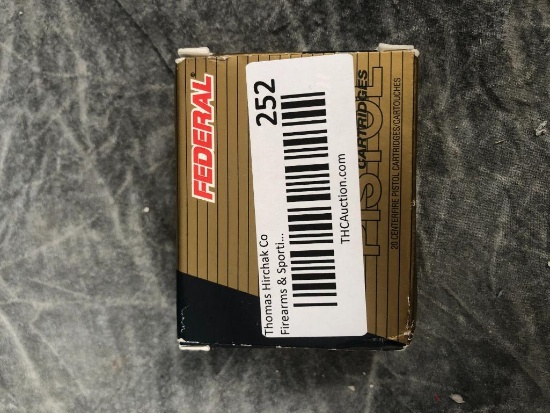 FEDERAL®
Thomas Hirchak Co
Firearms & Sporti...
252
THCAuction.com
PISTOL
CARTRIDGES
20 CENTERFIRE PISTOL CARTRIDGES/CARTOUCHES